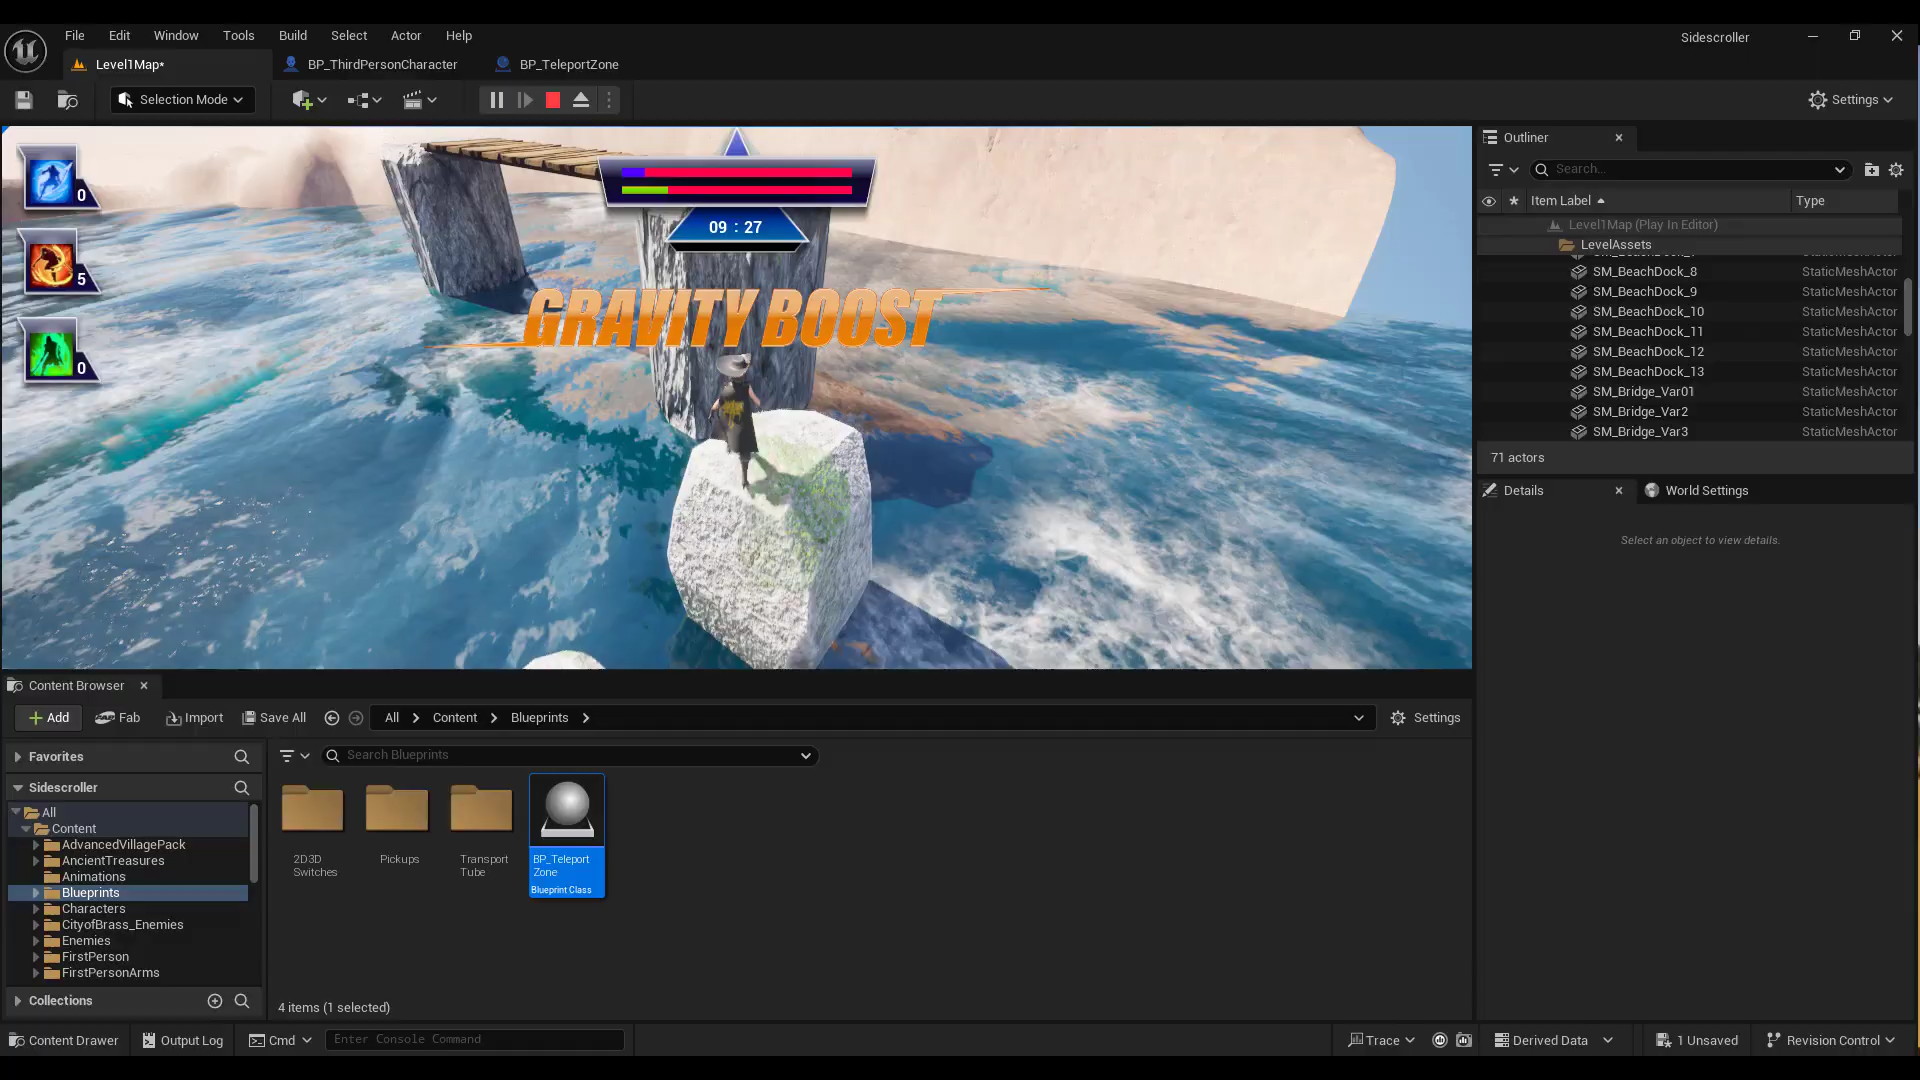 File Edit Window Tools Build Select Actor Help
Sidescroller
Level1Map*
BP_ThirdPersonCharacter
BP_TeleportZone
Selection Mode
Settings
0
5
0
09 : 27
GRAVITY BOOST
Outliner
Search...
Item Label
Type
Level1Map (Play In Editor)
LevelAssets
SM_BeachDock_8 StaticMeshActor
SM_BeachDock_9 StaticMeshActor
SM_BeachDock_10 StaticMeshActor
SM_BeachDock_11 StaticMeshActor
SM_BeachDock_12 StaticMeshActor
SM_BeachDock_13 StaticMeshActor
SM_Bridge_Var01 StaticMeshActor
SM_Bridge_Var2 StaticMeshActor
SM_Bridge_Var3 StaticMeshActor
71 actors
Details
World Settings
Select an object to view details.
Content Browser
Add
Fab
Import
Save All
All
Content
Blueprints
Settings
Favorites
Search Blueprints
Sidescroller
All
Content
AdvancedVillagePack
AncientTreasures
Animations
Blueprints
Characters
CityofBrass_Enemies
Enemies
FirstPerson
FirstPersonArms
Collections
2D3D
Switches
Pickups
Transport
Tube
BP_Teleport
Zone
Blueprint Class
4 items (1 selected)
Content Drawer
Output Log
Cmd
Enter Console Command
Trace
Derived Data
1 Unsaved
Revision Control